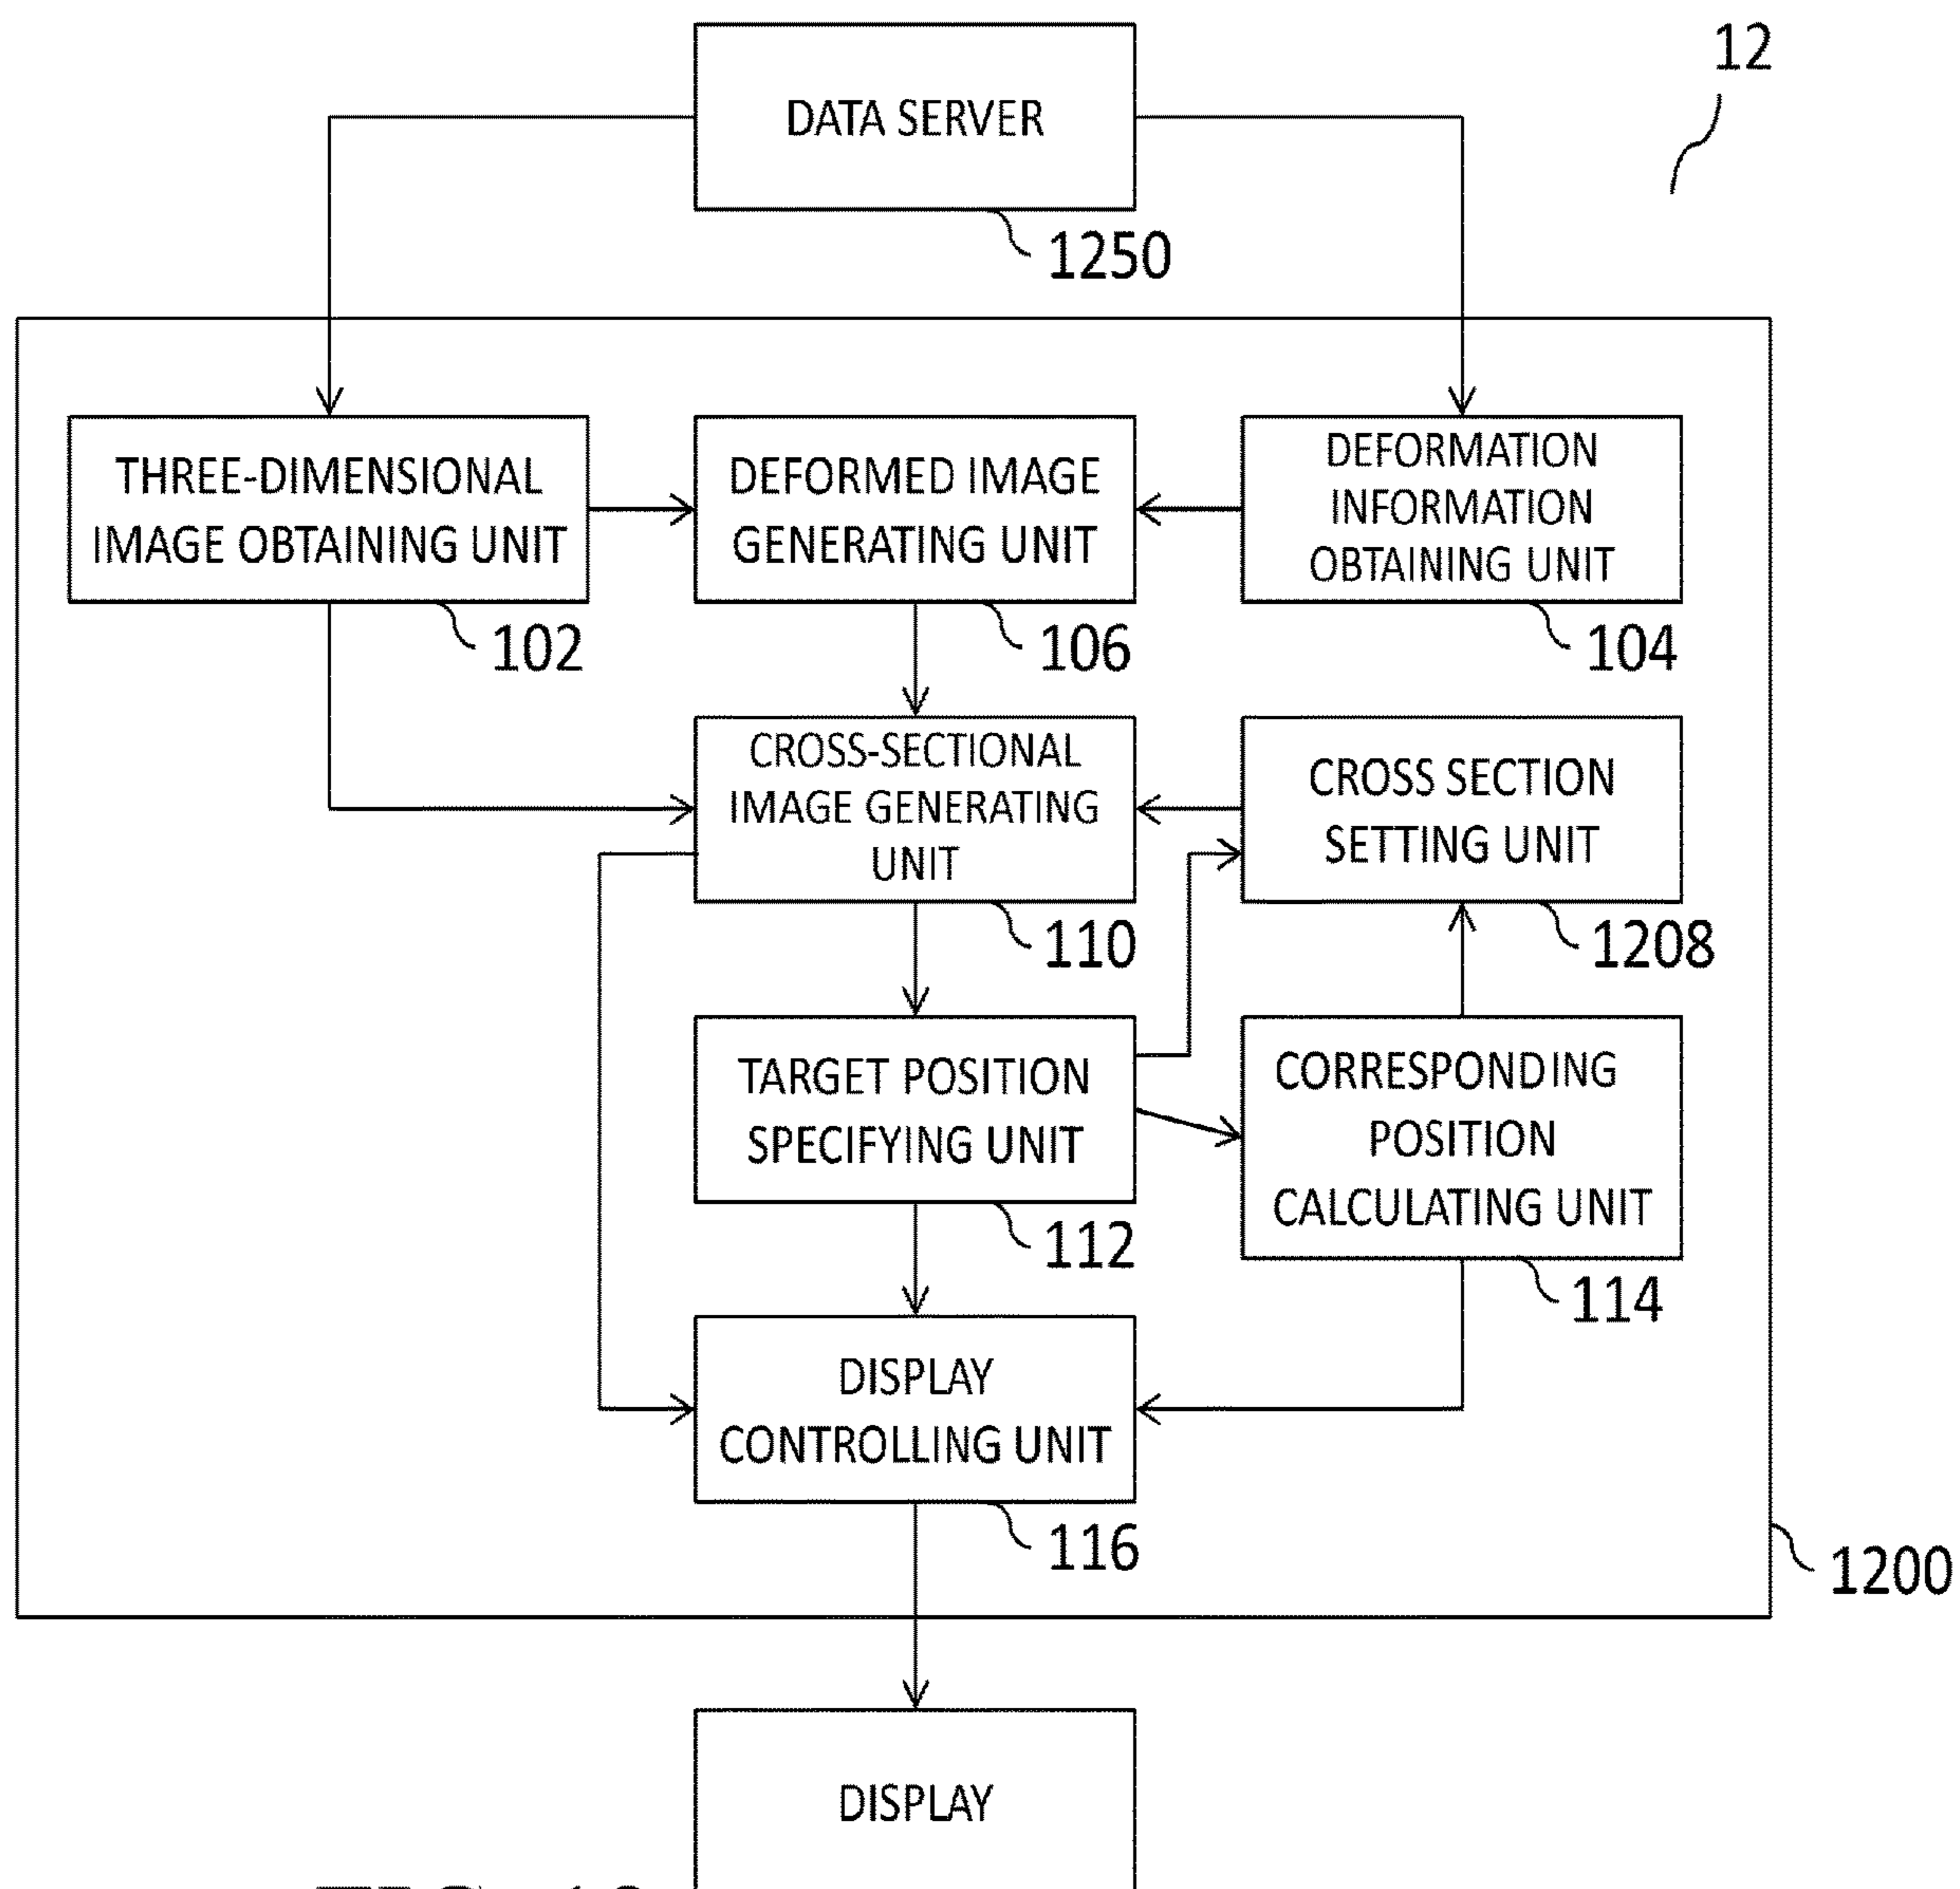 12
DATA SERVER
1250
THREE-DIMENSIONAL
IMAGE OBTAINING UNIT
102
DEFORMED IMAGE
GENERATING UNIT
106
DEFORMATION
INFORMATION
OBTAINING UNIT
104
CROSS-SECTIONAL
IMAGE GENERATING
UNIT
110
CROSS SECTION
SETTING UNIT
1208
TARGET POSITION
SPECIFYING UNIT
112
CORRESPONDING
POSITION
CALCULATING UNIT
114
DISPLAY
CONTROLLING UNIT
116
1200
DISPLAY